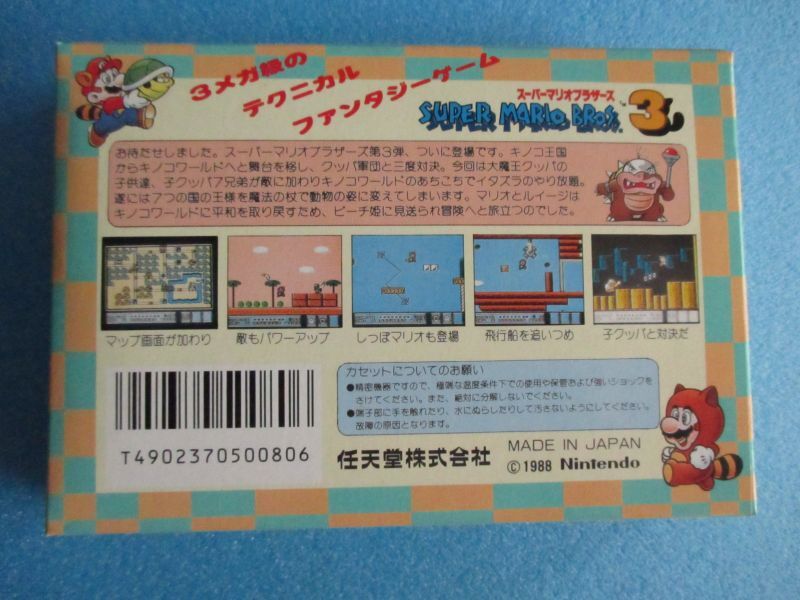 3メガ級の
テクニカル
ファンタジーゲーム
スーパーマリオブラザーズ
SUPER MARIO BROS. 3
お待たせしました。スーパーマリオブラザーズ第3弾、ついに登場です。キノコ王国
からキノコワールドへと舞台を移し、クッパ軍団と三度対決。今回は大魔王クッパの
子供達、子クッパ7兄弟が敵に加わりキノコワールドのあちこちでイタズラのやり放題。
遂には7つの国の王様を魔法の杖で動物の姿に変えてしまいます。マリオとルイージは
キノコワールドに平和を取り戻すため、ピーチ姫に見送られ冒険へと旅立つのでした。
マップ画面が加わり
敵もパワーアップ
しっぽマリオも登場
飛行船を追いつめ
子クッパと対決だ
カセットについてのお願い
●精密機器ですので、極端な温度条件下での使用や保管および強いショックを
さけてください。また、絶対に分解しないでください。
●端子部に手を触れたり、水にぬらしたりして汚さないようにしてください。
故障の原因となります。
T4902370500806
任天堂株式会社
MADE IN JAPAN
©1988 Nintendo